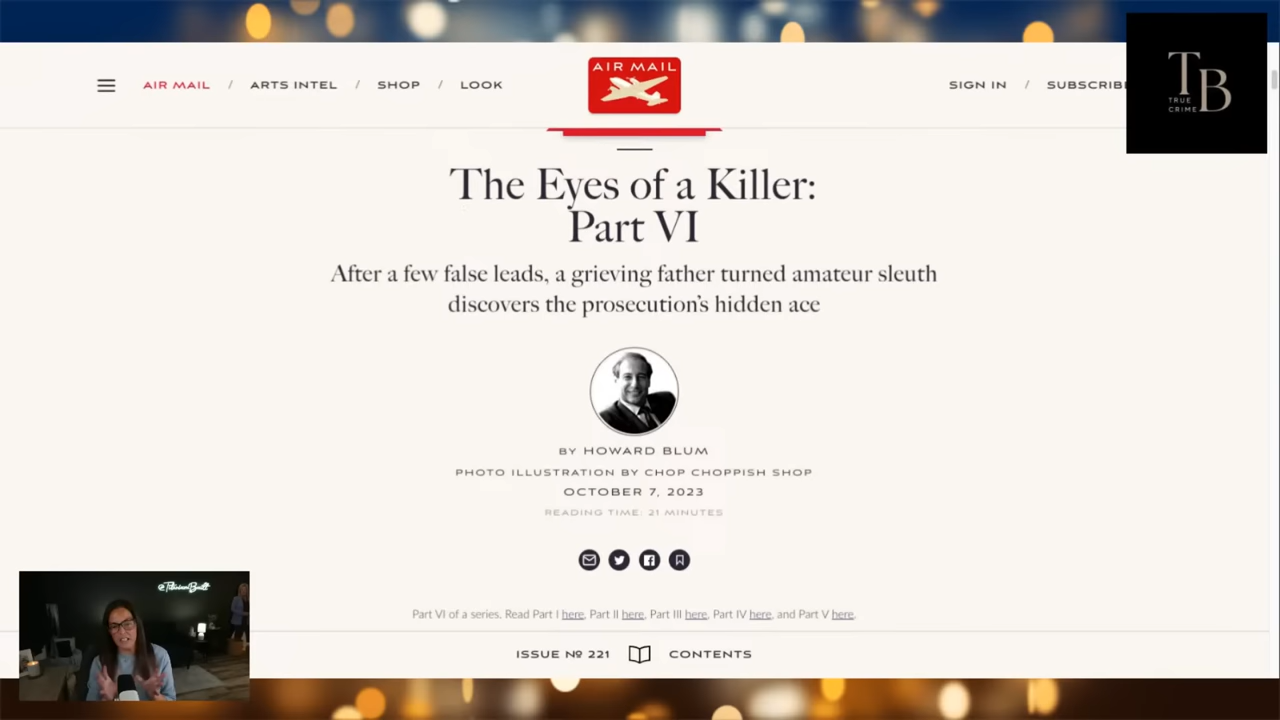 AIR MAIL / ARTS INTEL / SHOP / LOOK
AIR MAIL
SIGN IN / SUBSCRIBE
TB
TRUE
CRIME
The Eyes of a Killer:
Part VI
After a few false leads, a grieving father turned amateur sleuth
discovers the prosecution's hidden ace
BY HOWARD BLUM
PHOTO ILLUSTRATION BY CHOP CHOPPISH SHOP
OCTOBER 7, 2023
READING TIME: 21 MINUTES
Part VI of a series. Read Part I here, Part II here, Part III here, Part IV here, and Part V here.
ISSUE № 221 CONTENTS